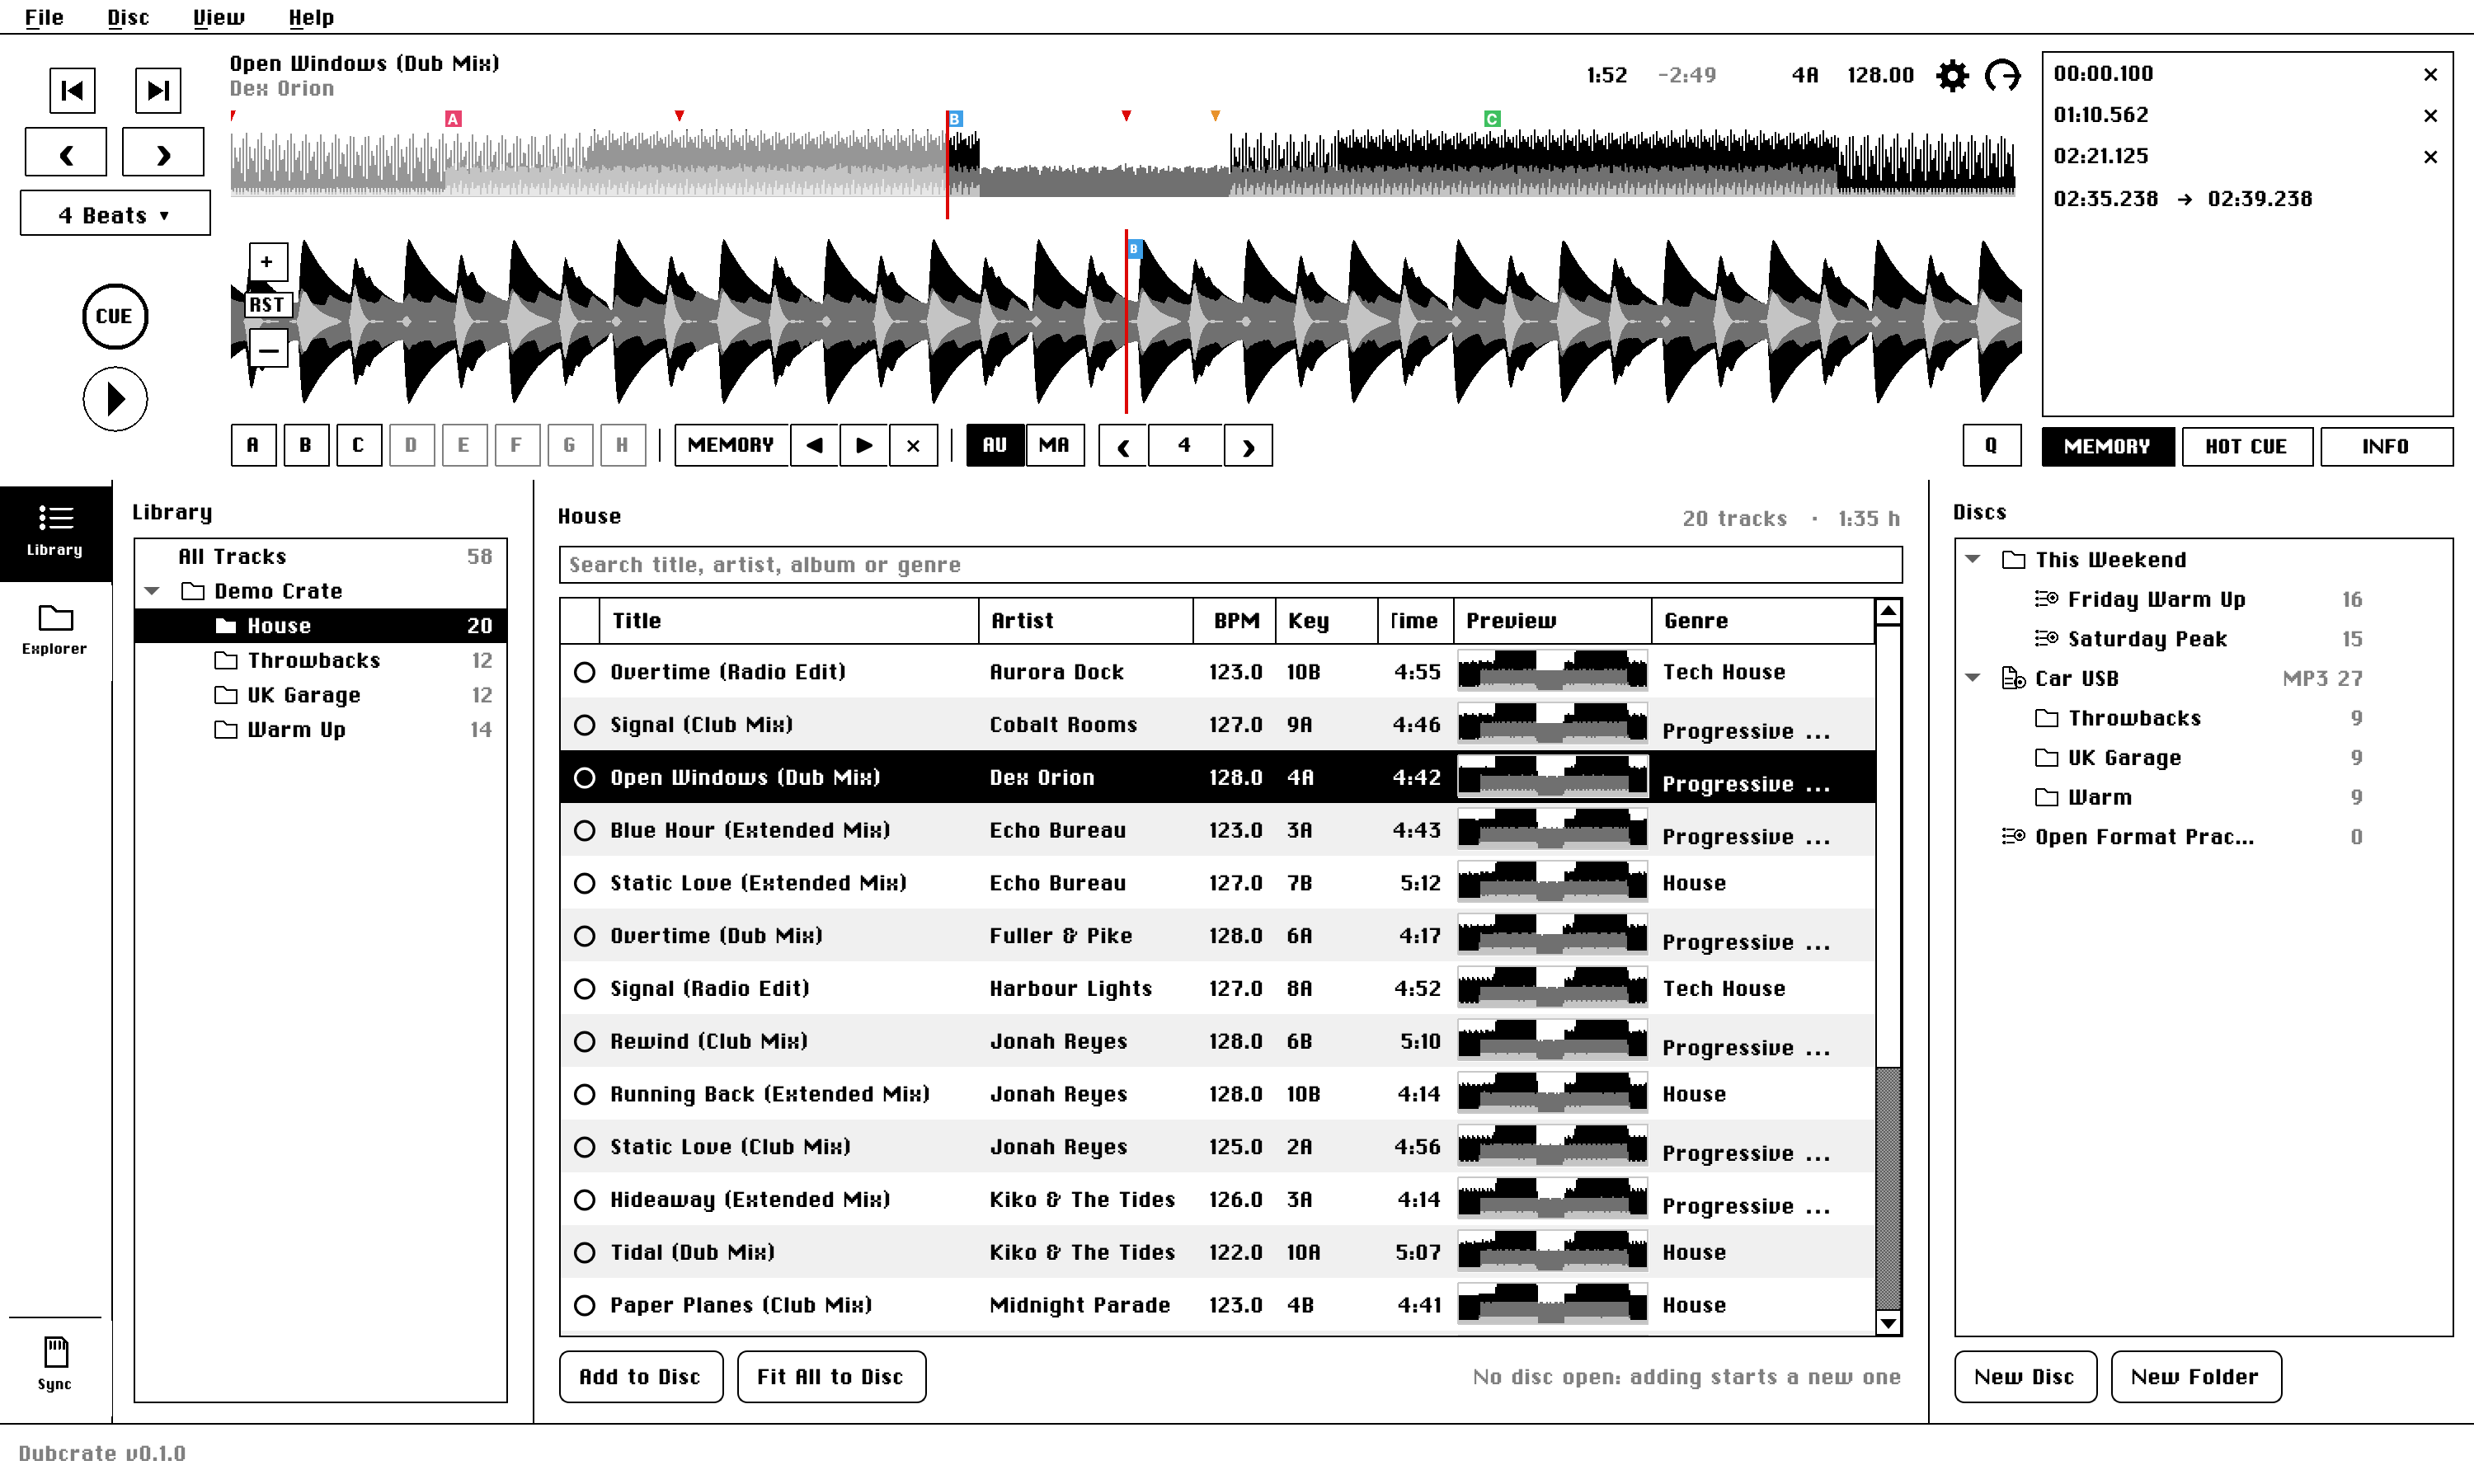 File Disc View Help
Open Windows (Dub Mix)
Dex Orion
1:52 -2:49 4A 128.00
A B C
4 Beats ▾
+
RST
−
B
CUE
A B C D E F G H MEMORY ◀ ▶ × AU MA ‹ 4 › Q
00:00.100 ×
01:10.562 ×
02:21.125 ×
02:35.238 → 02:39.238
MEMORY HOT CUE INFO
Library
Explorer
Sync
Library
All Tracks 58
Demo Crate
House 20
Throwbacks 12
UK Garage 12
Warm Up 14
House 20 tracks · 1:35 h
Search title, artist, album or genre
Title Artist BPM Key Time Preview Genre
Overtime (Radio Edit) Aurora Dock 123.0 10B 4:55 Tech House
Signal (Club Mix) Cobalt Rooms 127.0 9A 4:46 Progressive ...
Open Windows (Dub Mix) Dex Orion 128.0 4A 4:42 Progressive ...
Blue Hour (Extended Mix) Echo Bureau 123.0 3A 4:43 Progressive ...
Static Love (Extended Mix) Echo Bureau 127.0 7B 5:12 House
Overtime (Dub Mix) Fuller & Pike 128.0 6A 4:17 Progressive ...
Signal (Radio Edit) Harbour Lights 127.0 8A 4:52 Tech House
Rewind (Club Mix) Jonah Reyes 128.0 6B 5:10 Progressive ...
Running Back (Extended Mix) Jonah Reyes 128.0 10B 4:14 House
Static Love (Club Mix) Jonah Reyes 125.0 2A 4:56 Progressive ...
Hideaway (Extended Mix) Kiko & The Tides 126.0 3A 4:14 Progressive ...
Tidal (Dub Mix) Kiko & The Tides 122.0 10A 5:07 House
Paper Planes (Club Mix) Midnight Parade 123.0 4B 4:41 House
Add to Disc Fit All to Disc No disc open: adding starts a new one
Discs
This Weekend
Friday Warm Up 16
Saturday Peak 15
Car USB MP3 27
Throwbacks 9
UK Garage 9
Warm 9
Open Format Prac... 0
New Disc New Folder
Dubcrate v0.1.0